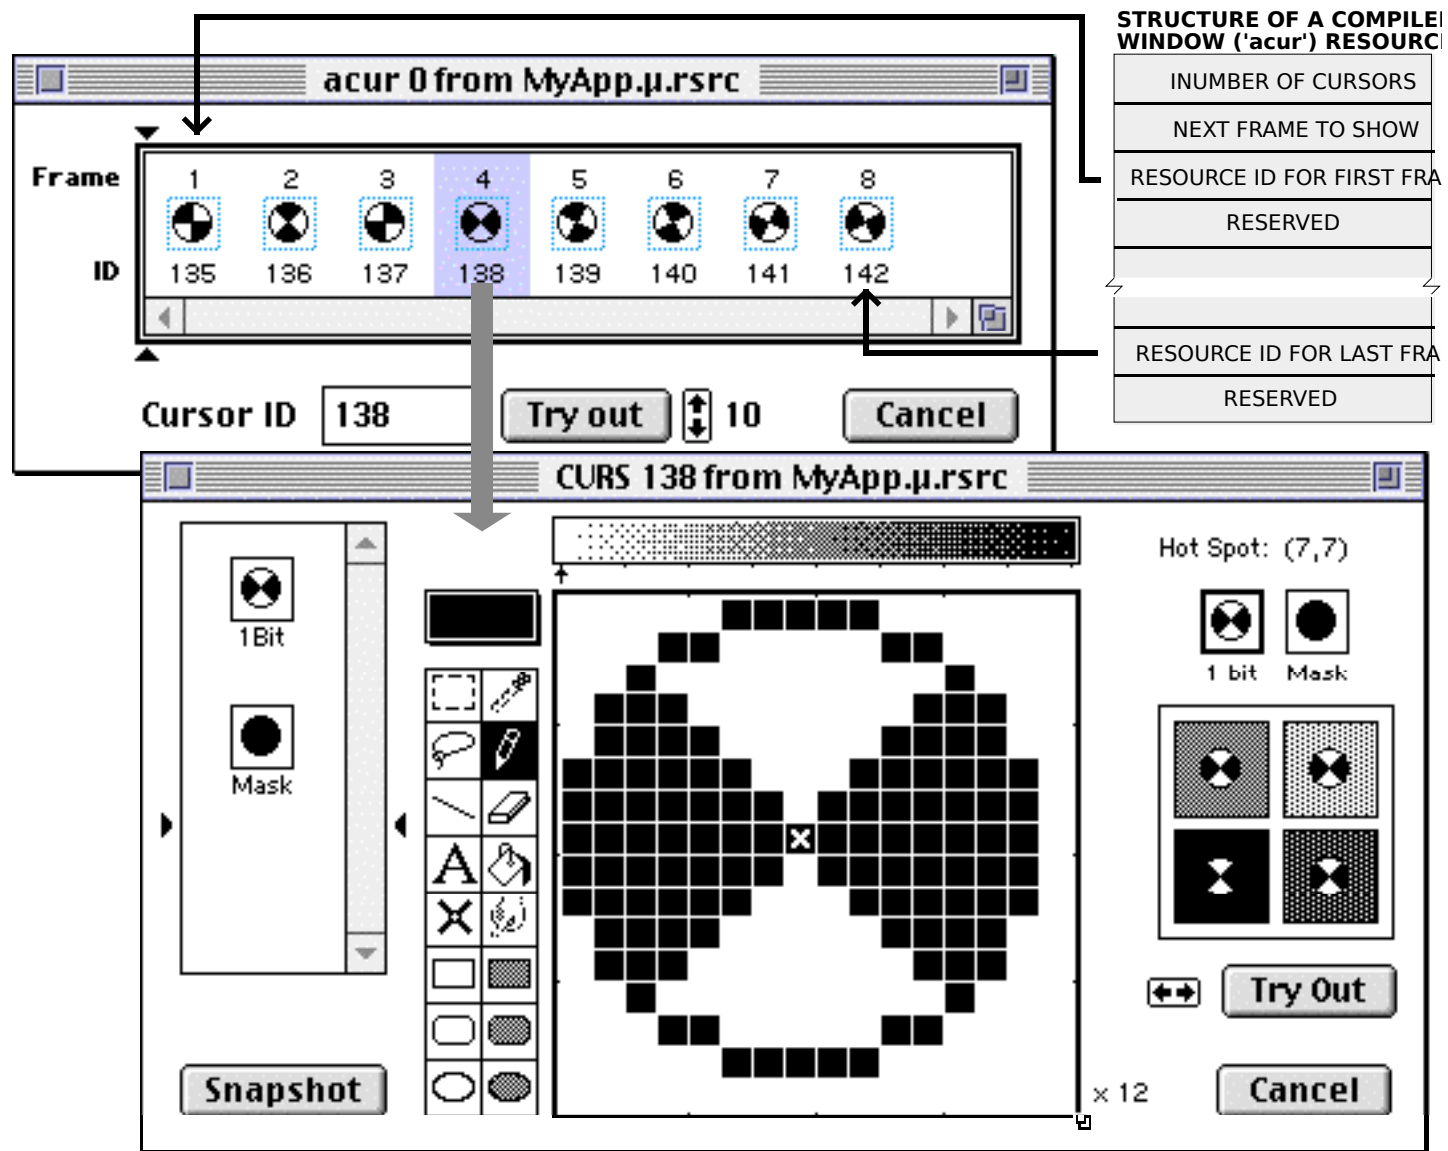 STRUCTURE OF A COMPILE
WINDOW ('acur') RESOURC
INUMBER OF CURSORS
NEXT FRAME TO SHOW
RESOURCE ID FOR FIRST FRA
RESERVED
RESOURCE ID FOR LAST FRA
RESERVED
acur 0 from MyApp.µ.rsrc
Frame 1 2 3 4 5 6 7 8
ID 135 136 137 138 139 140 141 142
Cursor ID 138 Try out 10 Cancel
CURS 138 from MyApp.µ.rsrc
1Bit
Mask
Snapshot
A
× 12
Hot Spot: (7,7)
1 bit Mask
Try Out
Cancel